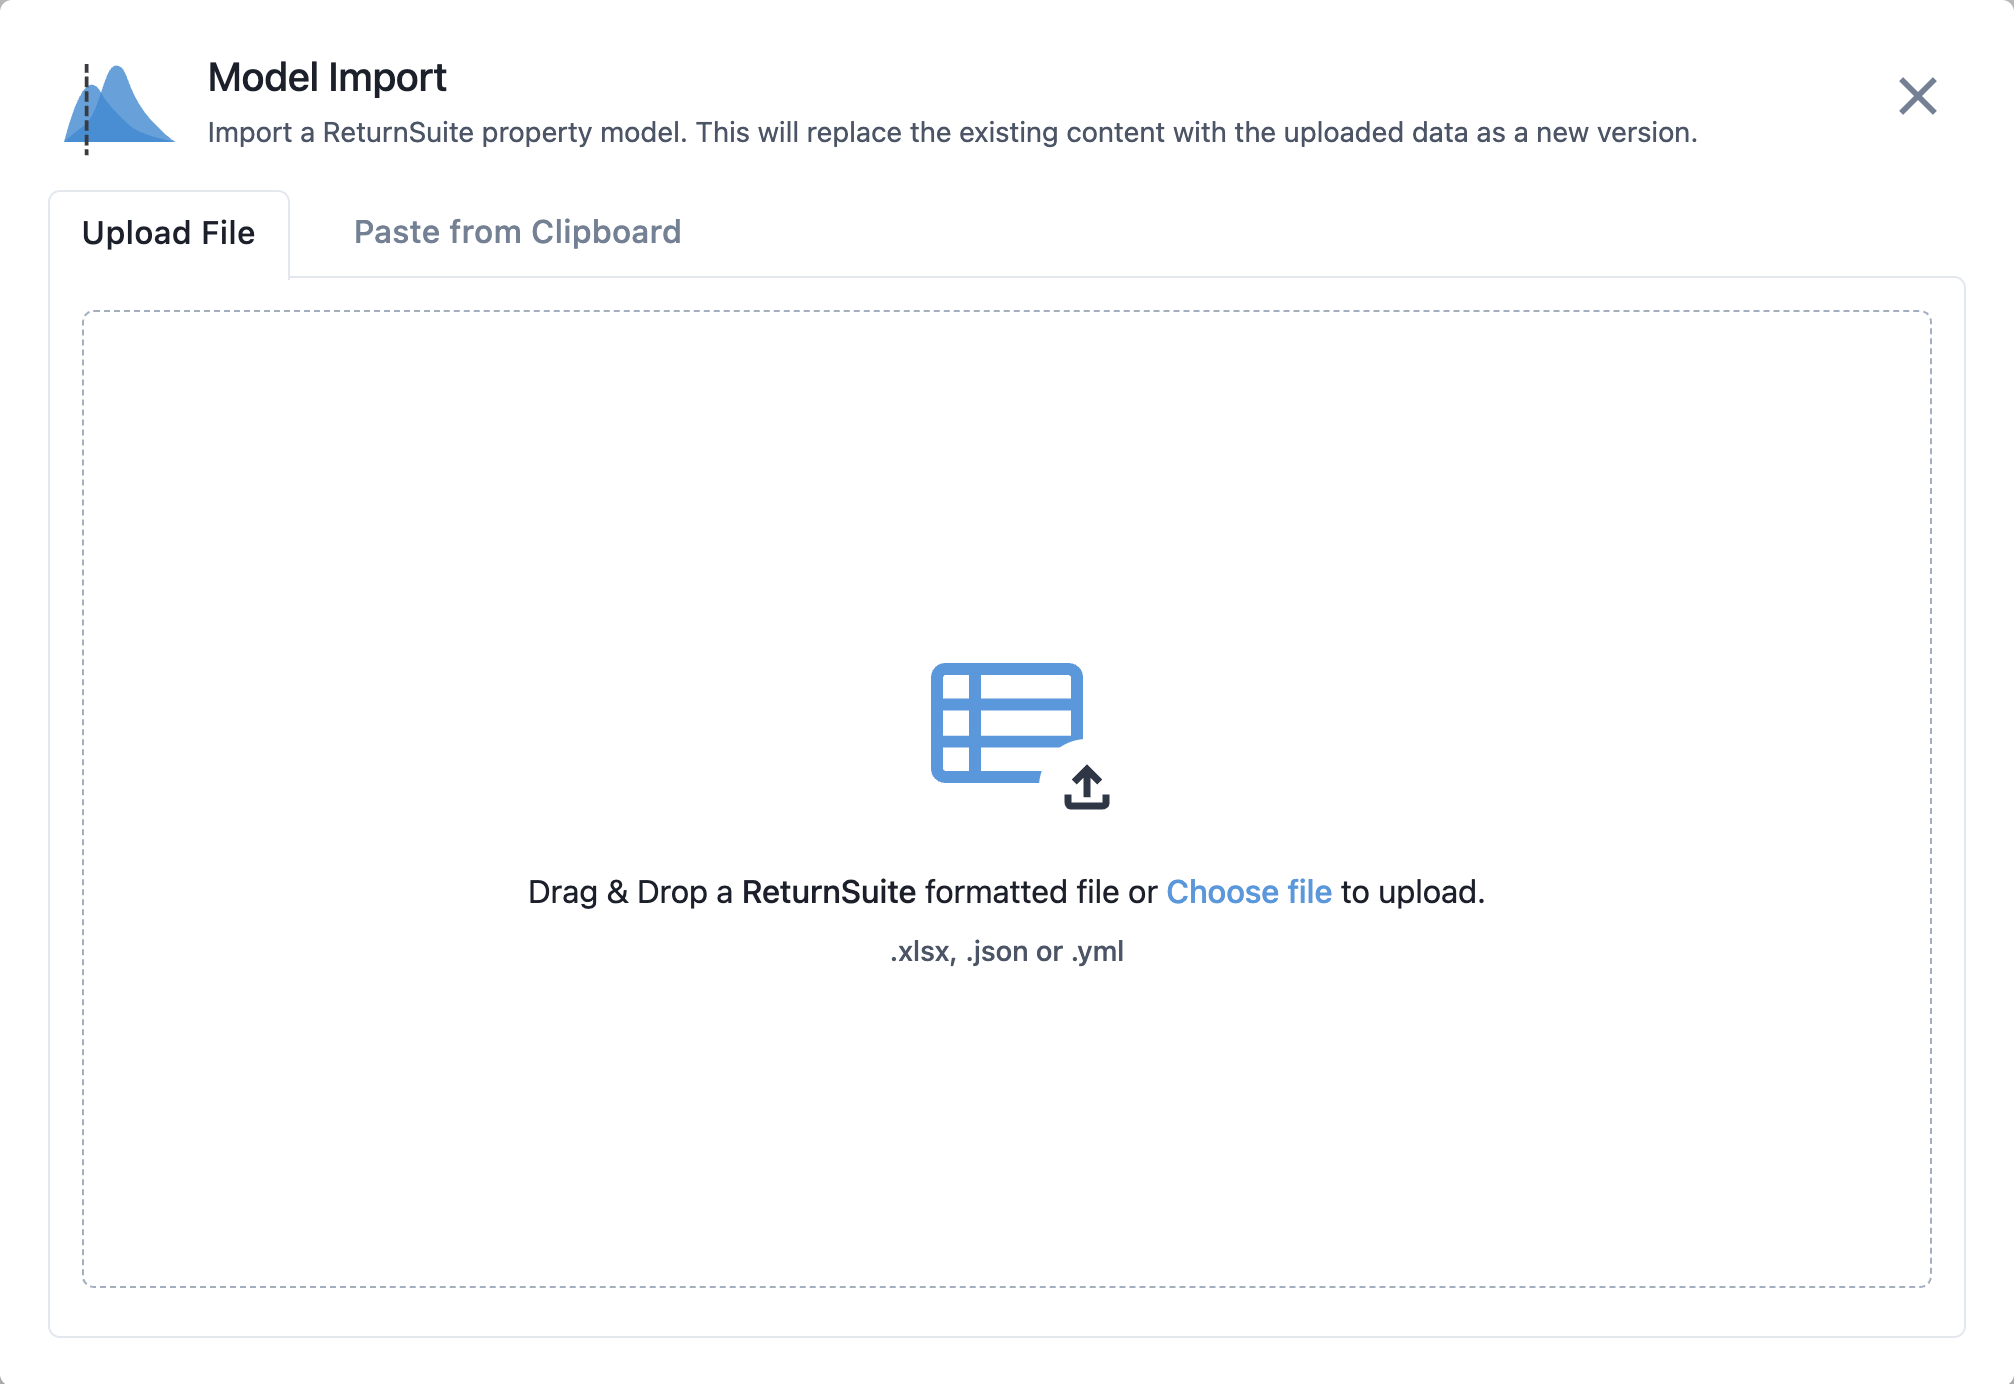 Model Import
Import a ReturnSuite property model. This will replace the existing content with the uploaded data as a new version.
Upload File
Paste from Clipboard
Drag & Drop a ReturnSuite formatted file or Choose file to upload.
.xlsx, .json or .yml